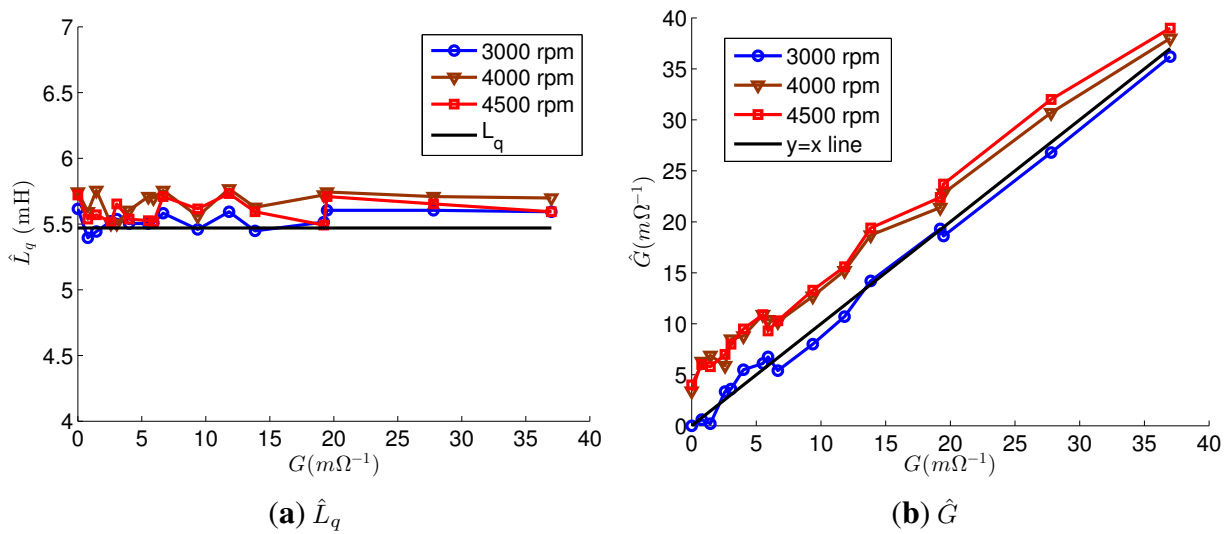 7
6.5
6
5.5
5
4.5
4
0 5 10 15 20 25 30 35 40
L̂_q (mH)
G(mΩ⁻¹)
3000 rpm
4000 rpm
4500 rpm
L_q
(a) L̂_q
40
35
30
25
20
15
10
5
0
0 5 10 15 20 25 30 35 40
Ĝ(mΩ⁻¹)
G(mΩ⁻¹)
3000 rpm
4000 rpm
4500 rpm
y=x line
(b) Ĝ